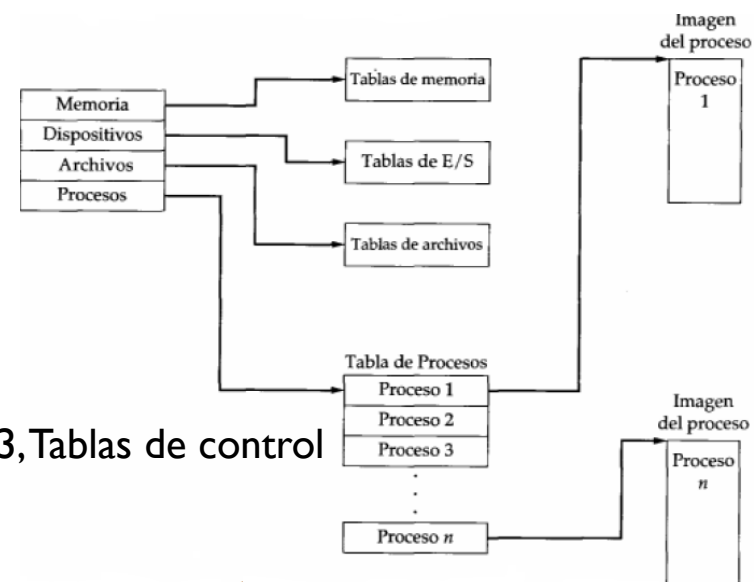 Imagen
del proceso
Proceso
1
Tablas de memoria
Memoria
Dispositivos
Archivos
Procesos
Tablas de E/S
Tablas de archivos
Tabla de Procesos
Proceso 1
Proceso 2
Proceso 3
.
.
.
Proceso n
3, Tablas de control
Imagen
del proceso
Proceso
n